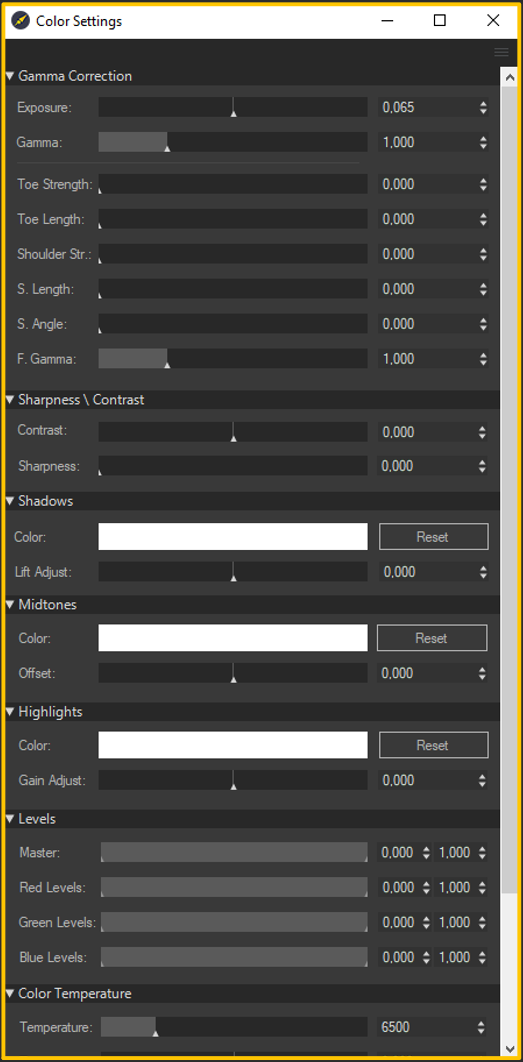 Color Settings
Gamma Correction
Exposure: 0,065
Gamma: 1,000
Toe Strength: 0,000
Toe Length: 0,000
Shoulder Str.: 0,000
S. Length: 0,000
S. Angle: 0,000
F. Gamma: 1,000
Sharpness \ Contrast
Contrast: 0,000
Sharpness: 0,000
Shadows
Color: Reset
Lift Adjust: 0,000
Midtones
Color: Reset
Offset: 0,000
Highlights
Color: Reset
Gain Adjust: 0,000
Levels
Master: 0,000 1,000
Red Levels: 0,000 1,000
Green Levels: 0,000 1,000
Blue Levels: 0,000 1,000
Color Temperature
Temperature: 6500